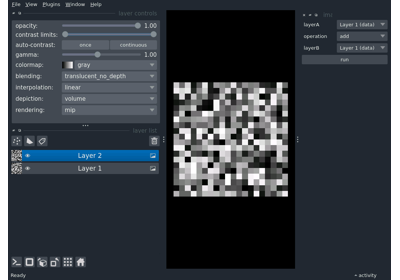 File View Plugins Window Help
layer controls
opacity: 1.00
contrast limits:
auto-contrast: once continuous
gamma: 1.00
colormap: gray
blending: translucent_no_depth
interpolation: linear
depiction: volume
rendering: mip
layer list
Layer 2
Layer 1
layerA Layer 1 (data)
operation add
layerB Layer 1 (data)
run
Ready
activity